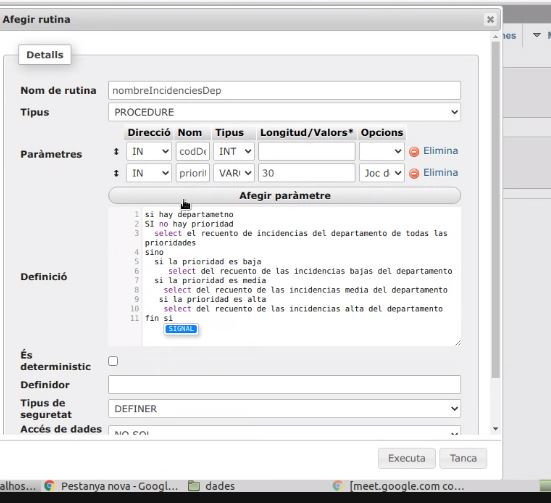 Afegir rutina
nes
Detalls
Nom de rutina nombreIncidenciesDep
Tipus PROCEDURE
Direcció Nom Tipus Longitud/Valors* Opcions
Paràmetres
IN codDe INT Elimina
IN priorit VAR 30 Joc d Elimina
Afegir paràmetre
Definició
1 si hay departametno
2 SI no hay prioridad
3 select el recuento de incidencias del departamento de todas las
prioridades
4 sino
5 si la prioridad es baja
6 select del recuento de las incidencias bajas del departamento
7 si la prioridad es media
8 select del recuento de las incidencias media del departamento
9 si la prioridad es alta
10 select del recuento de las incidencias alta del departamento
11 fin si
SIGNAL
És
deterministic
Definidor
Tipus de
seguretat DEFINER
Accés de dades NO SQL
Executa Tanca
alhos... Pestanya nova - Googl... dades [meet.google.com co...